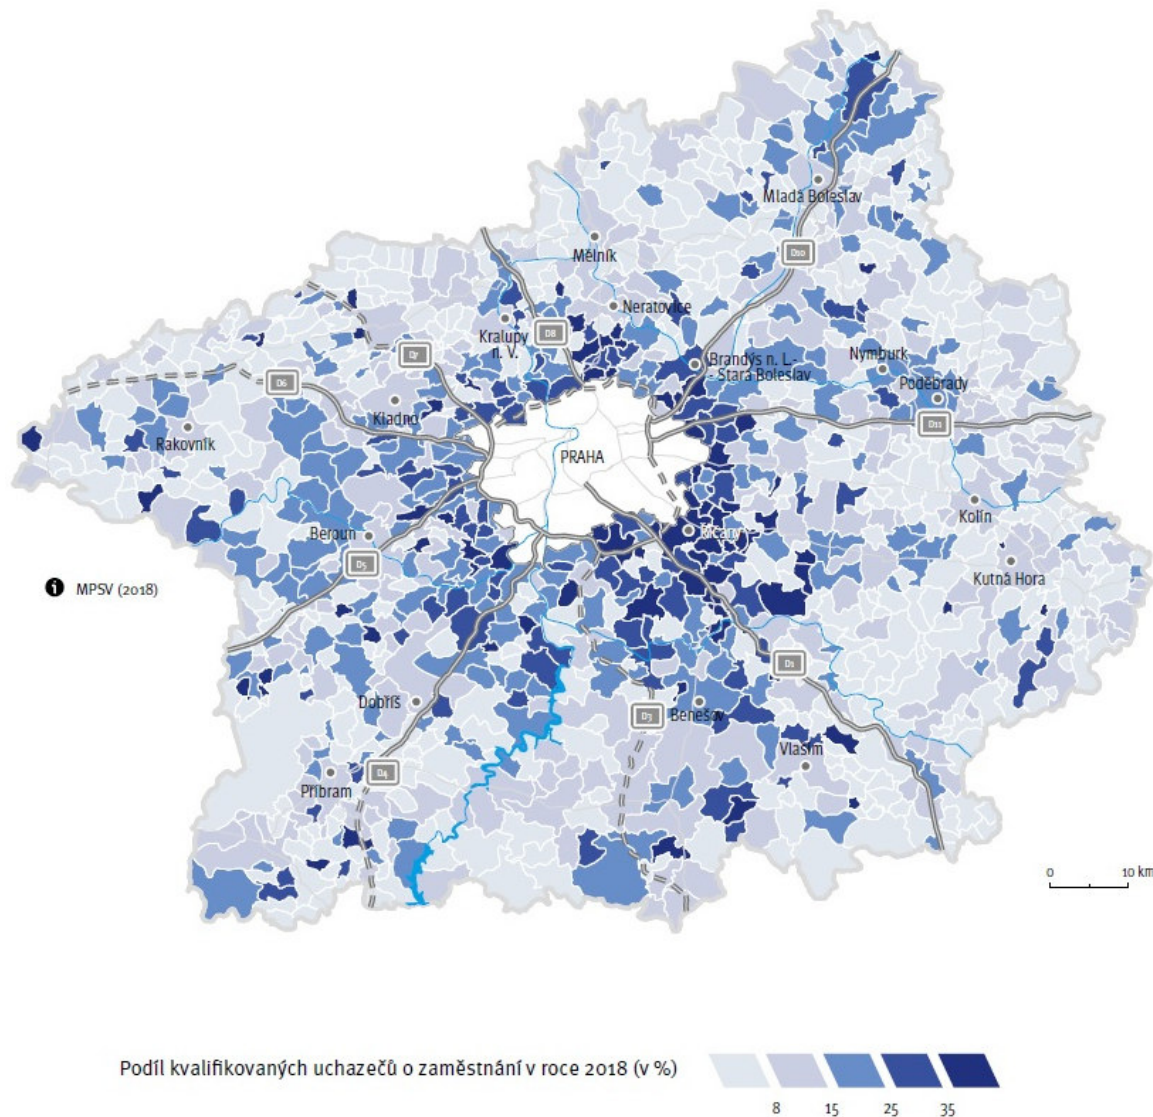 Mladá Boleslav
D10
Mělník
Neratovice
Kralupy
n. V.
D8
D7
Brandýs n. L.-
- Stará Boleslav
Nymburk
Poděbrady
D6
Kladno
D11
Rakovník
PRAHA
Kolín
Říčany
Beroun
D5
Kutná Hora
MPSV (2018)
D1
Dobříš
D3
Benešov
Vlašim
D4
Příbram
0 10 km
Podíl kvalifikovaných uchazečů o zaměstnání v roce 2018 (v %)
8 15 25 35